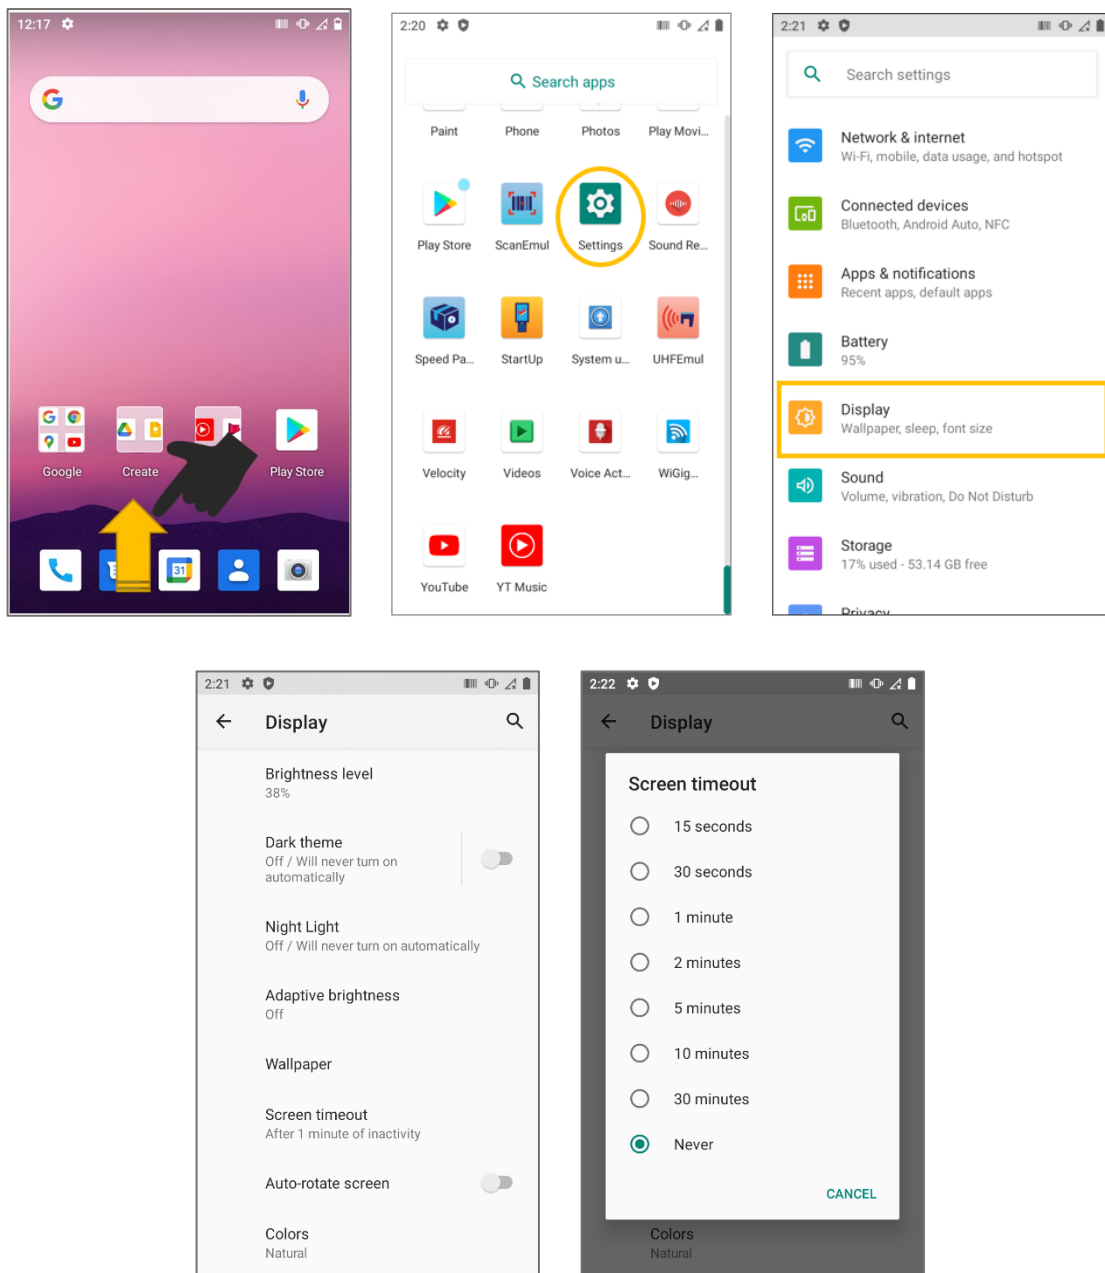 12:17
Google
Create
Play Store
31
2:20
Search apps
Paint
Phone
Photos
Play Movi...
Play Store
ScanEmul
Settings
Sound Re...
Speed Pa...
StartUp
System u...
UHFEmul
Velocity
Videos
Voice Act...
WiGig...
YouTube
YT Music
2:21
Search settings
Network & internet
Wi-Fi, mobile, data usage, and hotspot
Connected devices
Bluetooth, Android Auto, NFC
Apps & notifications
Recent apps, default apps
Battery
95%
Display
Wallpaper, sleep, font size
Sound
Volume, vibration, Do Not Disturb
Storage
17% used - 53.14 GB free
Privacy
2:21
Display
Brightness level
38%
Dark theme
Off / Will never turn on
automatically
Night Light
Off / Will never turn on automatically
Adaptive brightness
Off
Wallpaper
Screen timeout
After 1 minute of inactivity
Auto-rotate screen
Colors
Natural
2:22
Display
Screen timeout
15 seconds
30 seconds
1 minute
2 minutes
5 minutes
10 minutes
30 minutes
Never
CANCEL
Colors
Natural